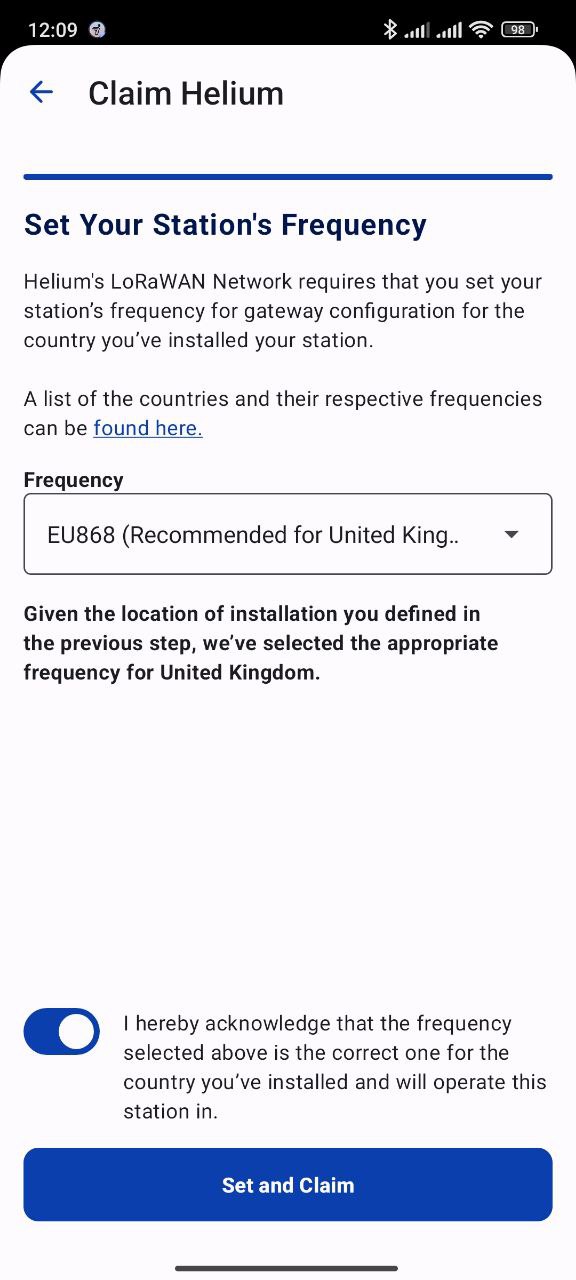 12:09
98
Claim Helium
Set Your Station's Frequency
Helium's LoRaWAN Network requires that you set your
station’s frequency for gateway configuration for the
country you’ve installed your station.
A list of the countries and their respective frequencies
can be found here.
Frequency
EU868 (Recommended for United King..
Given the location of installation you defined in
the previous step, we’ve selected the appropriate
frequency for United Kingdom.
I hereby acknowledge that the frequency
selected above is the correct one for the
country you’ve installed and will operate this
station in.
Set and Claim